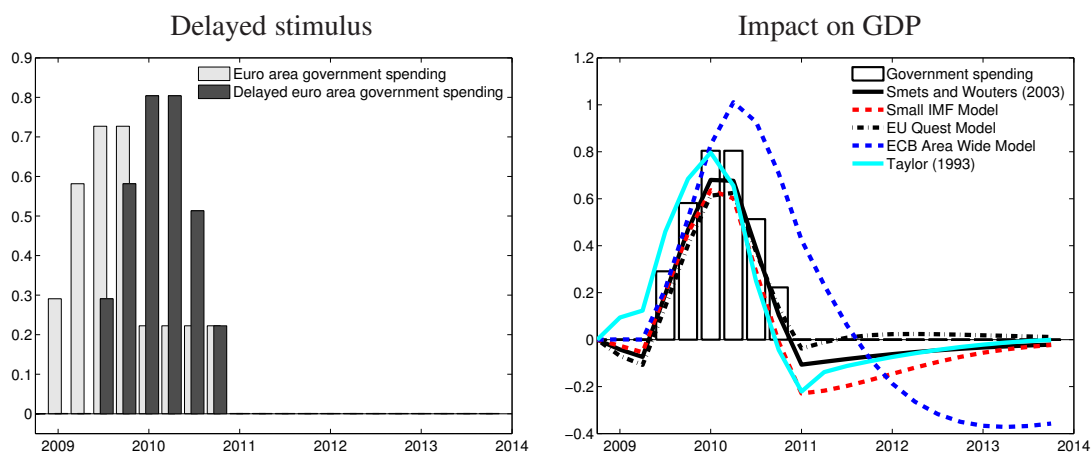 Delayed stimulus
0.9
0.8
0.7
0.6
0.5
0.4
0.3
0.2
0.1
0
2009 2010 2011 2012 2013 2014
Euro area government spending
Delayed euro area government spending
Impact on GDP
1.2
1
0.8
0.6
0.4
0.2
0
−0.2
−0.4
2009 2010 2011 2012 2013 2014
Government spending
Smets and Wouters (2003)
Small IMF Model
EU Quest Model
ECB Area Wide Model
Taylor (1993)